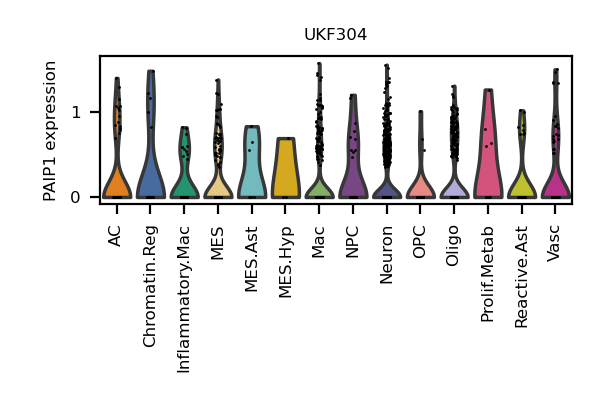 UKF304
PAIP1 expression
1
0
AC
Chromatin.Reg
Inflammatory.Mac
MES
MES.Ast
MES.Hyp
Mac
NPC
Neuron
OPC
Oligo
Prolif.Metab
Reactive.Ast
Vasc